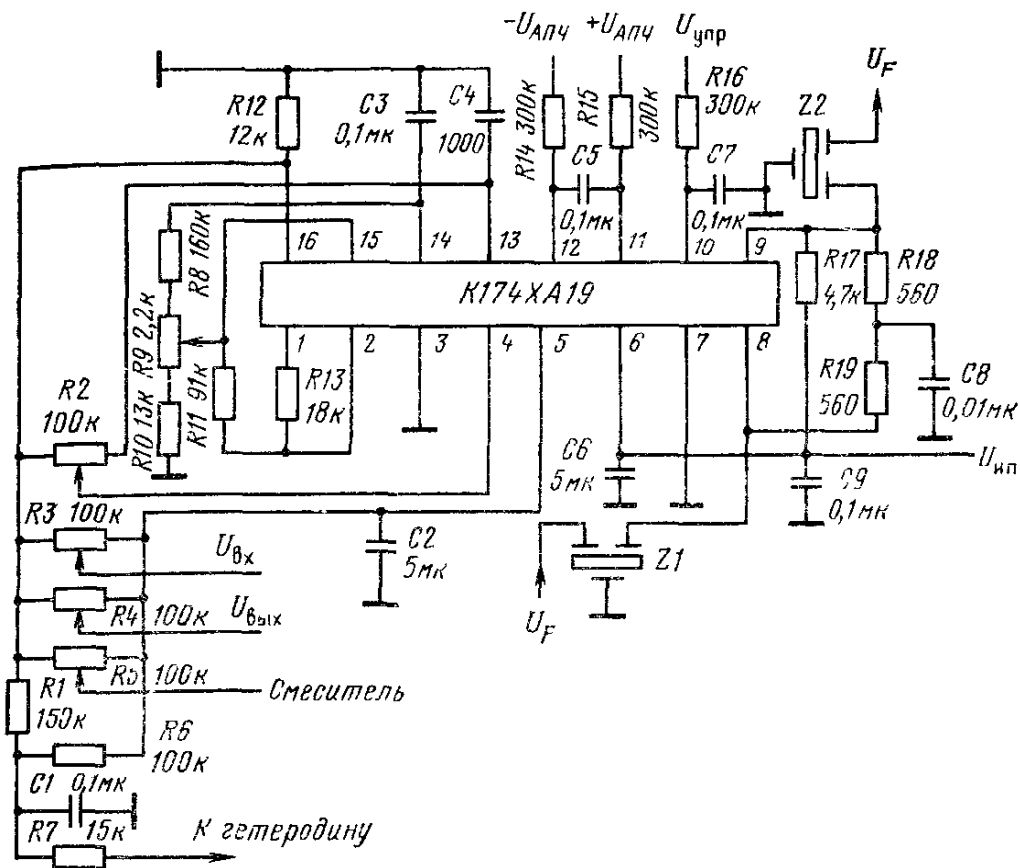 -UАПЧ +UАПЧ Uупр
UF
R12
12к
C3
0,1мк
C4
1000
R14 300к
R15
300к
C5
0,1мк
R16
300к
C7
0,1мк
Z2
R8 160к
16 15 14 13 12 11 10 9
К174ХА19
R17
4,7к
R18
560
1 2 3 4 5 6 7 8
R9 2,2к
R10 13к
R11 91к
R13
18к
R2
100к
R19
560
C8
0,01мк
C6
5мк
Uип
C9
0,1мк
R3 100к
Uвх
C2
5мк
Z1
UF
R4 100к
Uвых
R5 100к
Смеситель
R1
150к
R6
100к
C1 0,1мк
R7 15к
К гетеродину